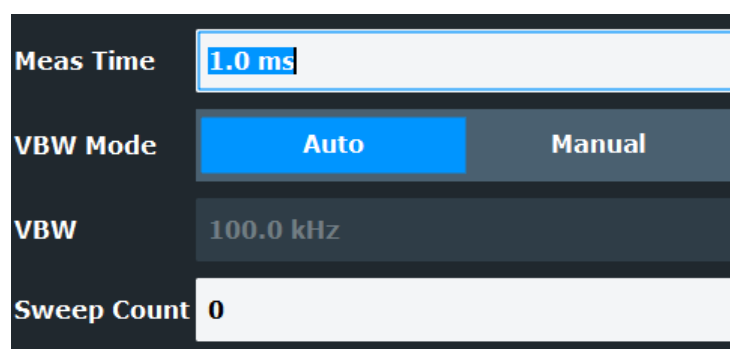 Meas Time 1.0 ms
VBW Mode Auto Manual
VBW 100.0 kHz
Sweep Count 0